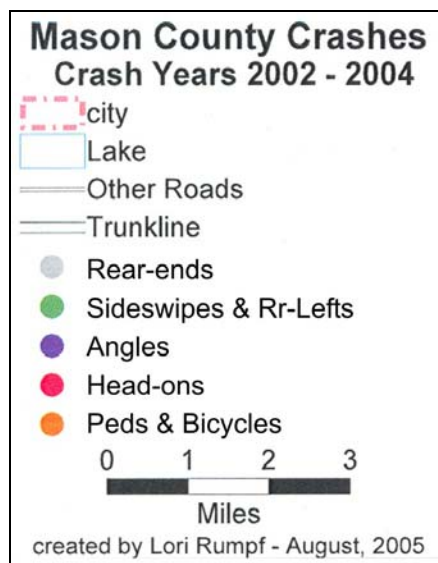 Mason County Crashes
Crash Years 2002 - 2004
city
Lake
Other Roads
Trunkline
Rear-ends
Sideswipes & Rr-Lefts
Angles
Head-ons
Peds & Bicycles
0 1 2 3
Miles
created by Lori Rumpf - August, 2005